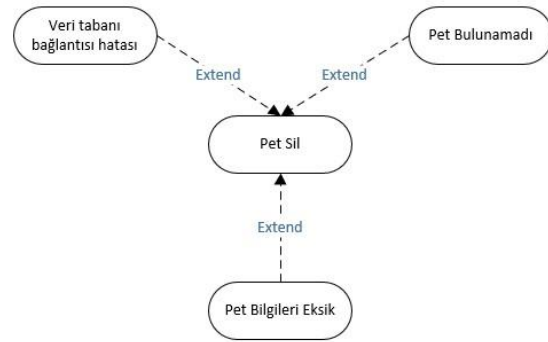 Veri tabanı
bağlantısı hatası
Pet Bulunamadı
Extend
Extend
Pet Sil
Extend
Pet Bilgileri Eksik